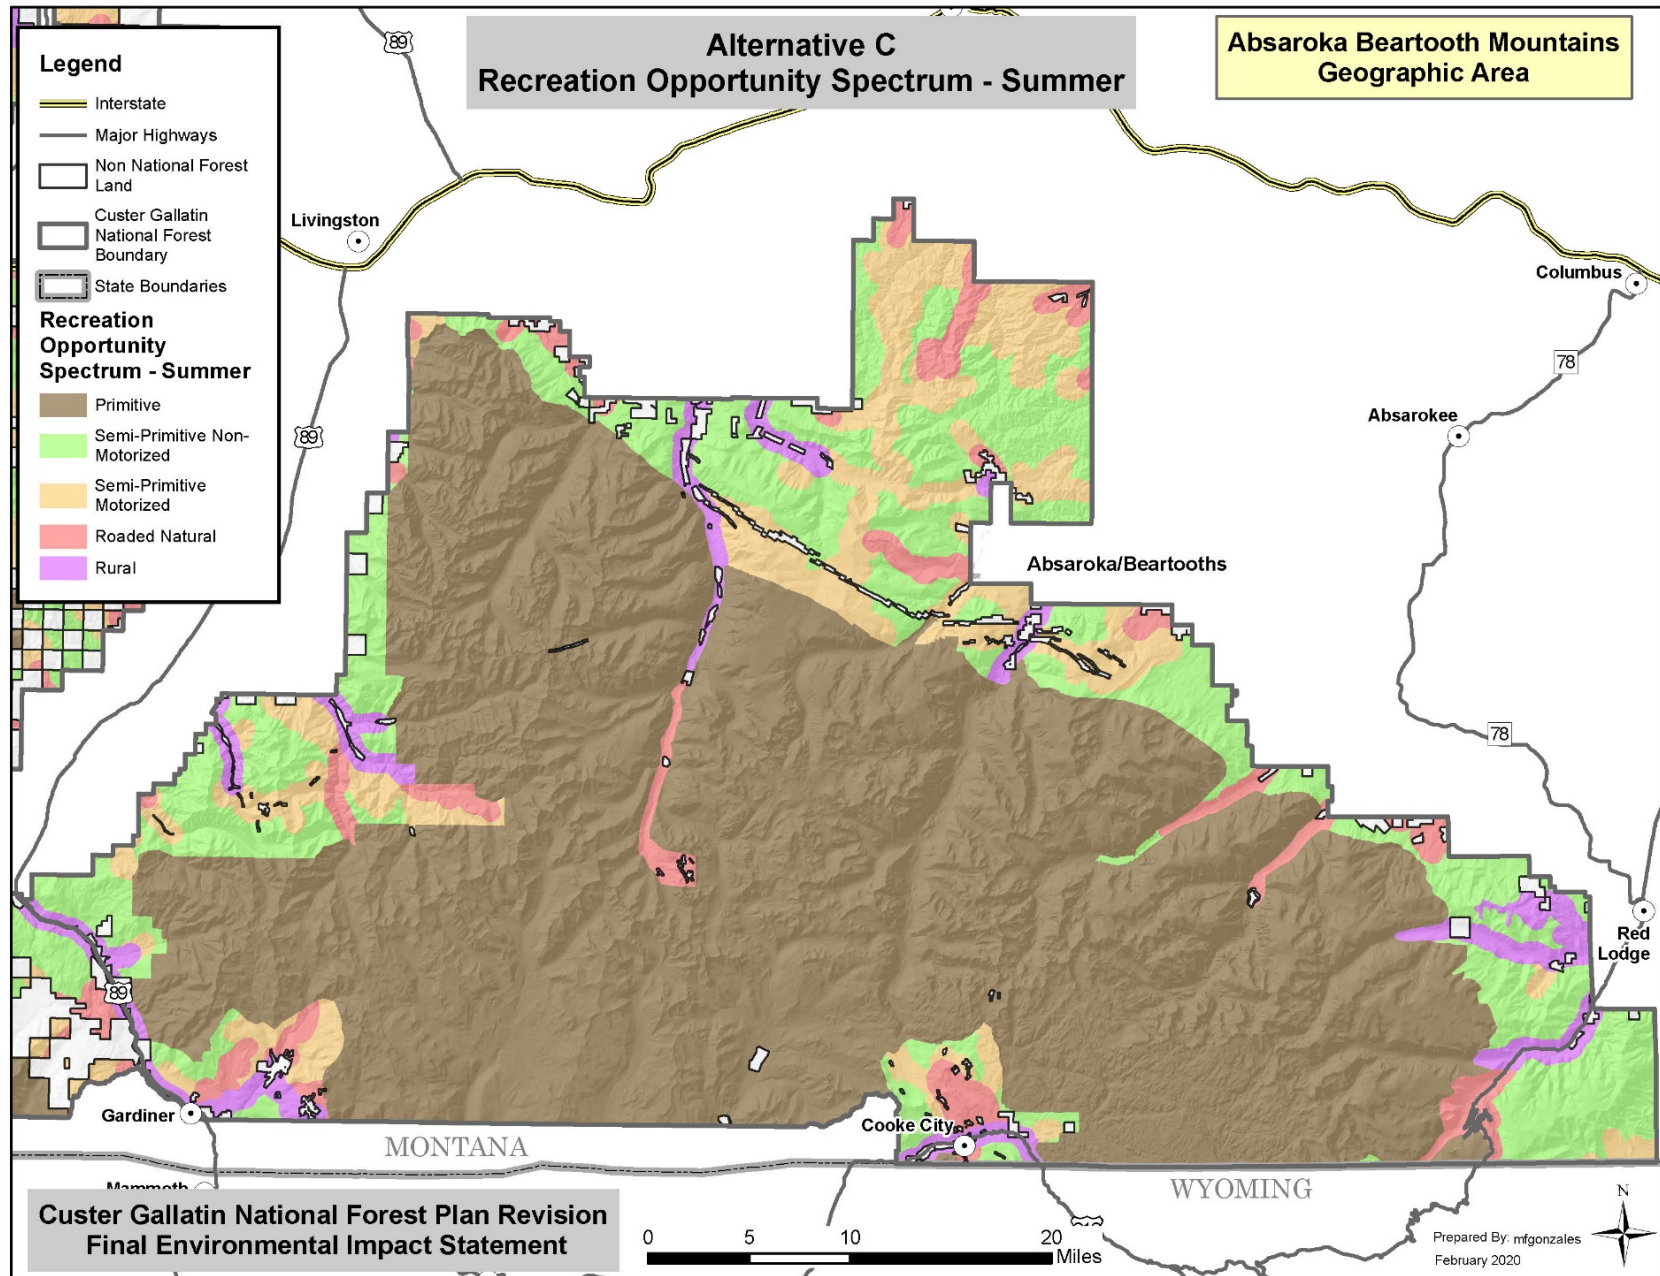 Alternative C
Recreation Opportunity Spectrum - Summer
Absaroka Beartooth Mountains
Geographic Area
Legend
Interstate
Major Highways
Non National Forest
Land
Custer Gallatin
National Forest
Boundary
State Boundaries
Recreation
Opportunity
Spectrum - Summer
Primitive
Semi-Primitive Non-
Motorized
Semi-Primitive
Motorized
Roaded Natural
Rural
89
Livingston
Columbus
78
Absarokee
89
Absaroka/Beartooths
78
Red
Lodge
89
Gardiner
Cooke City
MONTANA
WYOMING
Mammoth
Custer Gallatin National Forest Plan Revision
Final Environmental Impact Statement
0 5 10 20
Miles
N
Prepared By: mfgonzales
February 2020